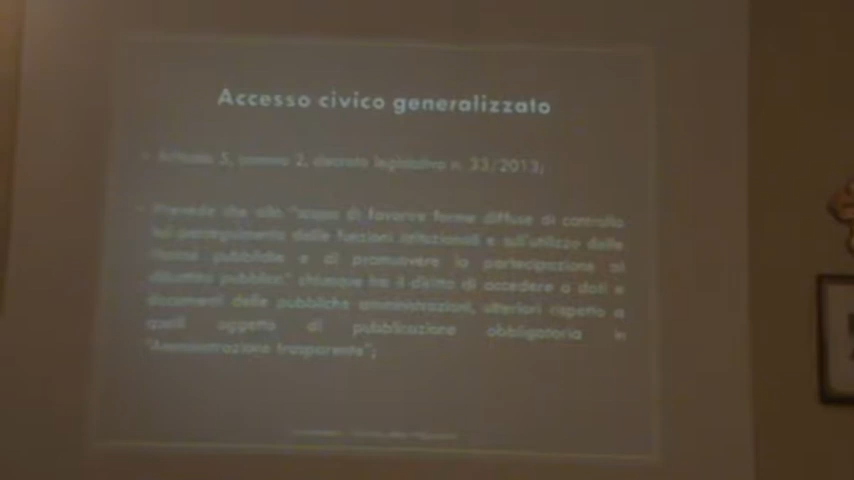 Accesso civico generalizzato
Articolo 5, comma 2, decreto legislativo n. 33/2013;
Prevede che allo "scopo di favorire forme diffuse di controllo
sul perseguimento delle funzioni istituzionali e sull'utilizzo delle
risorse pubbliche e di promuovere la partecipazione al
dibattito pubblico" chiunque ha il diritto di accedere a dati e
documenti delle pubbliche amministrazioni, ulteriori rispetto a
quelli oggetto di pubblicazione obbligatoria in
"Amministrazione trasparente";